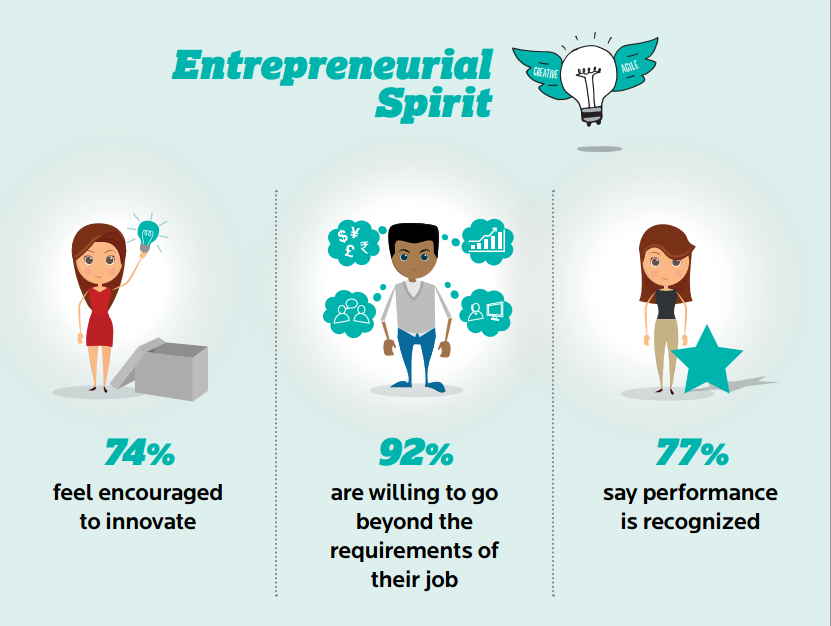 Entrepreneurial
Spirit
CREATIVE
AGILE
$ ¥
£ ₹
74%
feel encouraged
to innovate
92%
are willing to go
beyond the
requirements of
their job
77%
say performance
is recognized